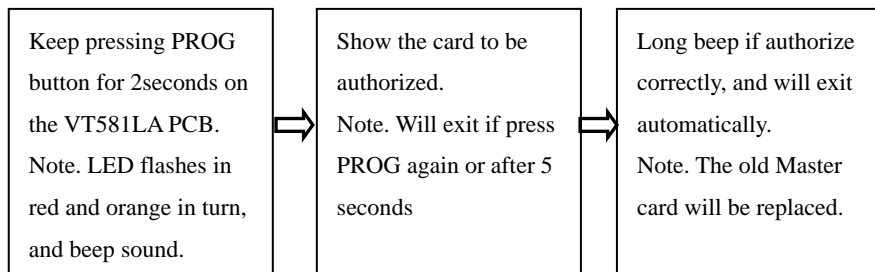 Keep pressing PROG
button for 2seconds on
the VT581LA PCB.
Note. LED flashes in
red and orange in turn,
and beep sound.
Show the card to be
authorized.
Note. Will exit if press
PROG again or after 5
seconds
Long beep if authorize
correctly, and will exit
automatically.
Note. The old Master
card will be replaced.